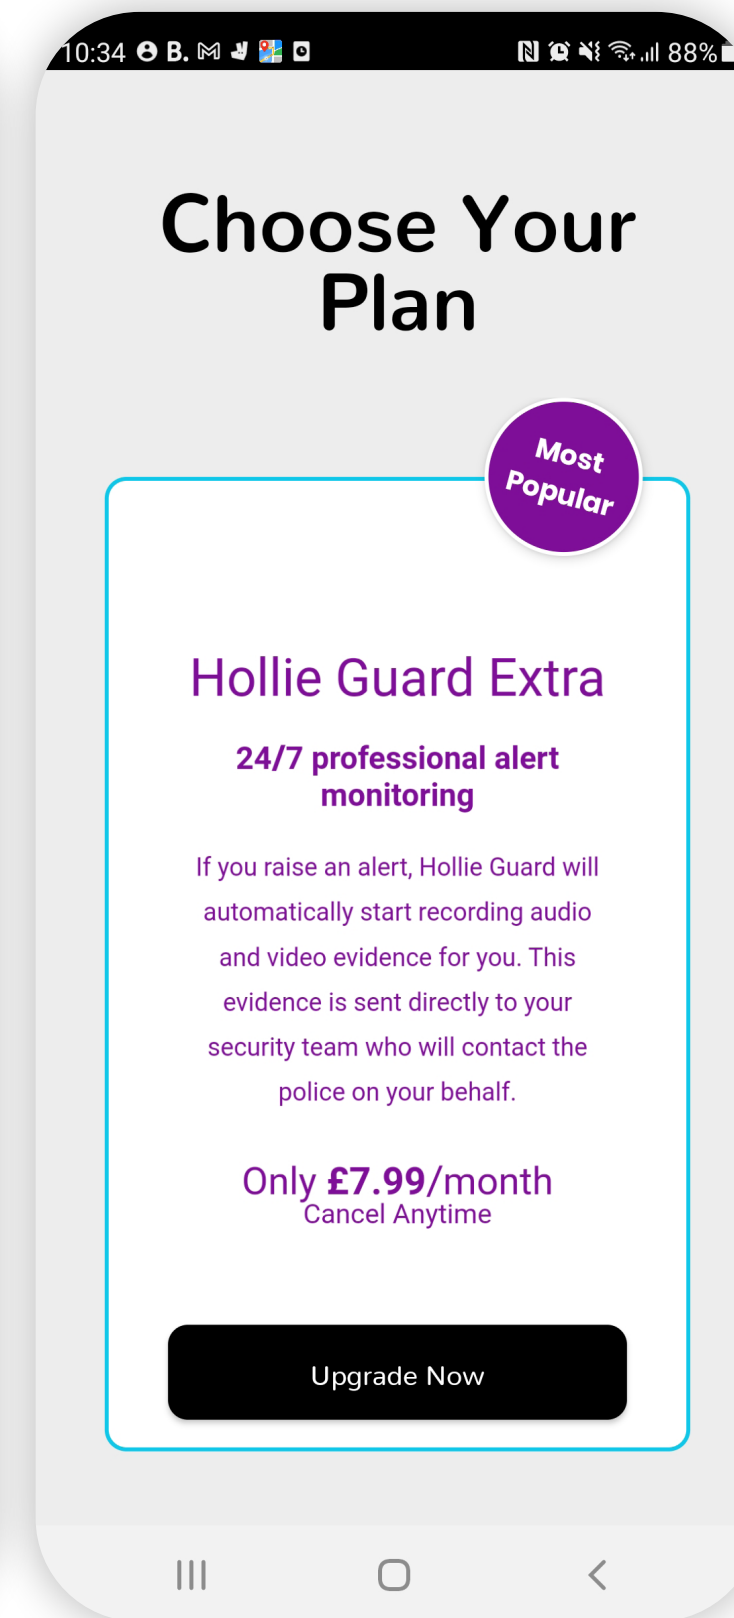 10:34 B. 88%
Choose Your
Plan
Most
Popular
Hollie Guard Extra
24/7 professional alert
monitoring
If you raise an alert, Hollie Guard will
automatically start recording audio
and video evidence for you. This
evidence is sent directly to your
security team who will contact the
police on your behalf.
Only £7.99/month
Cancel Anytime
Upgrade Now